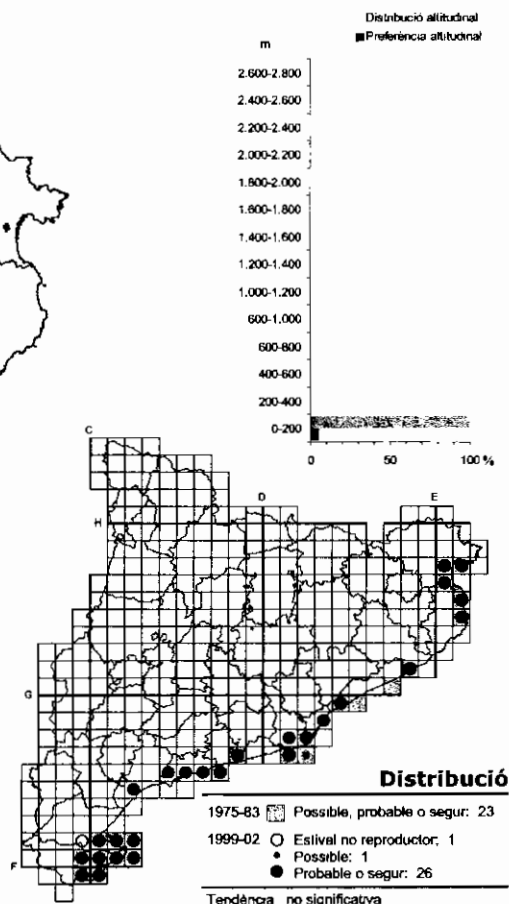 Distribució altitudinal
Preferència altitudinal
m
2.600-2.800
2.400-2.600
2.200-2.400
2.000-2.200
1.800-2.000
1.600-1.800
1.400-1.600
1.200-1.400
1.000-1.200
600-1.000
600-800
400-600
200-400
0-200
0 50 100 %
C
D
E
H
G
F
Distribució
1975-83 Possible, probable o segur: 23
1999-02 Estival no reproductor: 1
Possible: 1
Probable o segur: 26
Tendència no significativa